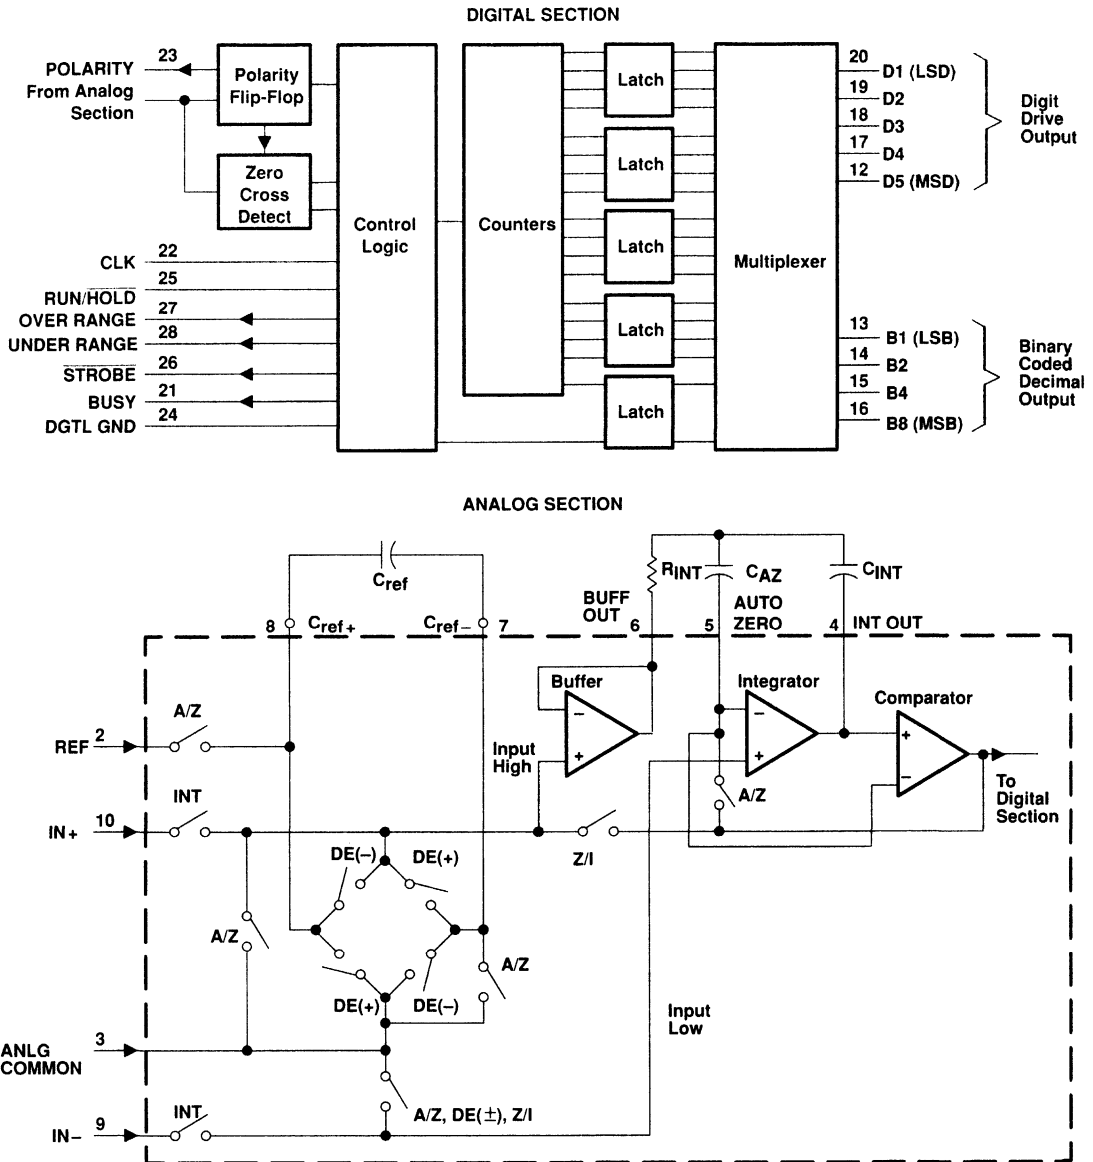 DIGITAL SECTION
POLARITY
23
From Analog
Section
Polarity
Flip-Flop
Zero
Cross
Detect
Control
Logic
Counters
Latch
Latch
Latch
Latch
Latch
Multiplexer
CLK
22
RUN/HOLD
25
OVER RANGE
27
UNDER RANGE
28
STROBE
26
BUSY
21
DGTL GND
24
20
D1 (LSD)
19
D2
18
D3
17
D4
12
D5 (MSD)
Digit
Drive
Output
13
B1 (LSB)
14
B2
15
B4
16
B8 (MSB)
Binary
Coded
Decimal
Output
ANALOG SECTION
Cref
8
Cref+
Cref−
7
BUFF
OUT
6
RINT
CAZ
CINT
5
AUTO
ZERO
4
INT OUT
REF
2
A/Z
IN+
10
INT
A/Z
DE(−)
DE(+)
DE(+)
DE(−)
A/Z
Buffer
−
+
Input
High
Z/I
Integrator
−
+
A/Z
Comparator
+
−
To
Digital
Section
Input
Low
ANLG
COMMON
3
A/Z, DE(±), Z/I
IN−
9
INT